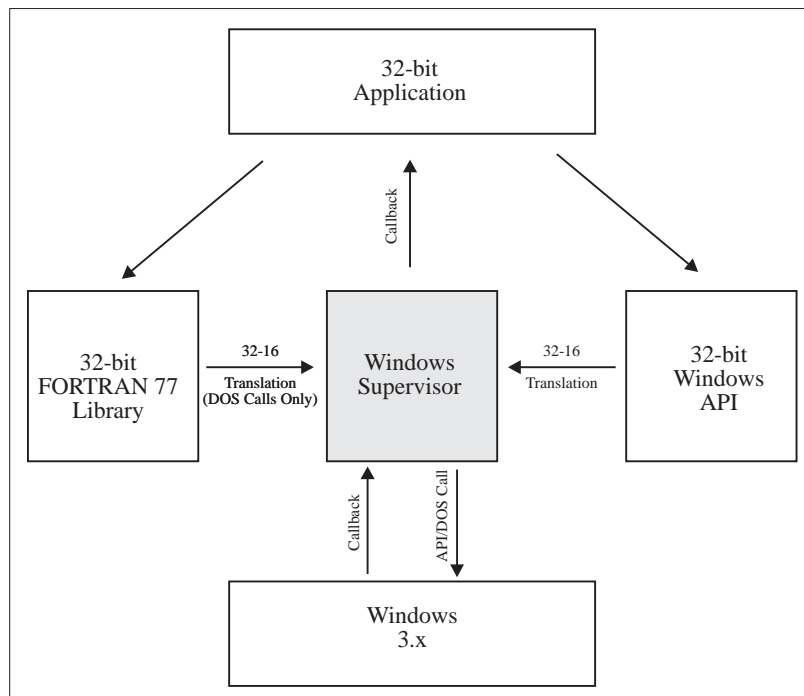 32-bit
Application
Callback
32-bit
FORTRAN 77
Library
32-16
Translation
(DOS Calls Only)
Windows
Supervisor
32-16
Translation
32-bit
Windows
API
Callback
API/DOS Call
Windows
3.x